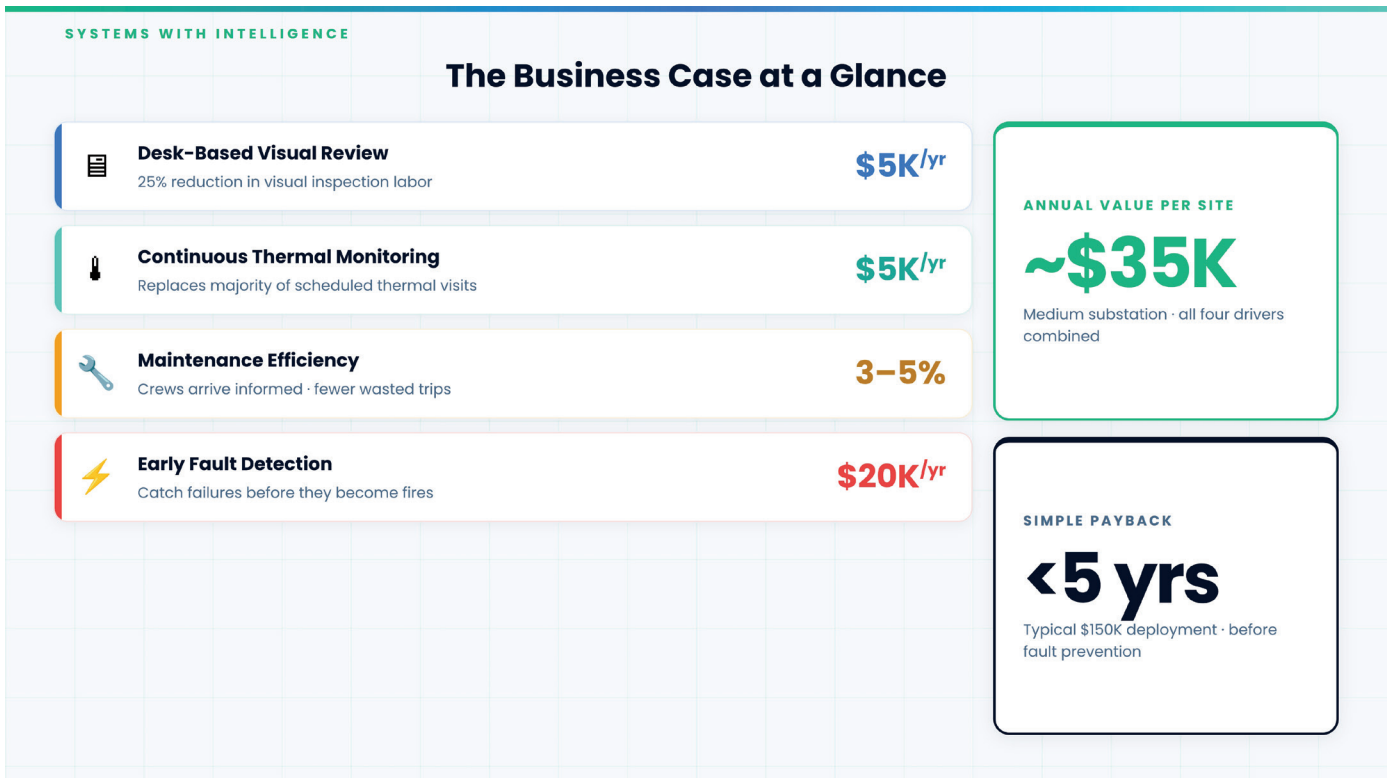 SYSTEMS WITH INTELLIGENCE
The Business Case at a Glance
Desk-Based Visual Review
25% reduction in visual inspection labor
$5K/yr
Continuous Thermal Monitoring
Replaces majority of scheduled thermal visits
$5K/yr
Maintenance Efficiency
Crews arrive informed · fewer wasted trips
3–5%
Early Fault Detection
Catch failures before they become fires
$20K/yr
ANNUAL VALUE PER SITE
~$35K
Medium substation · all four drivers
combined
SIMPLE PAYBACK
<5 yrs
Typical $150K deployment · before
fault prevention